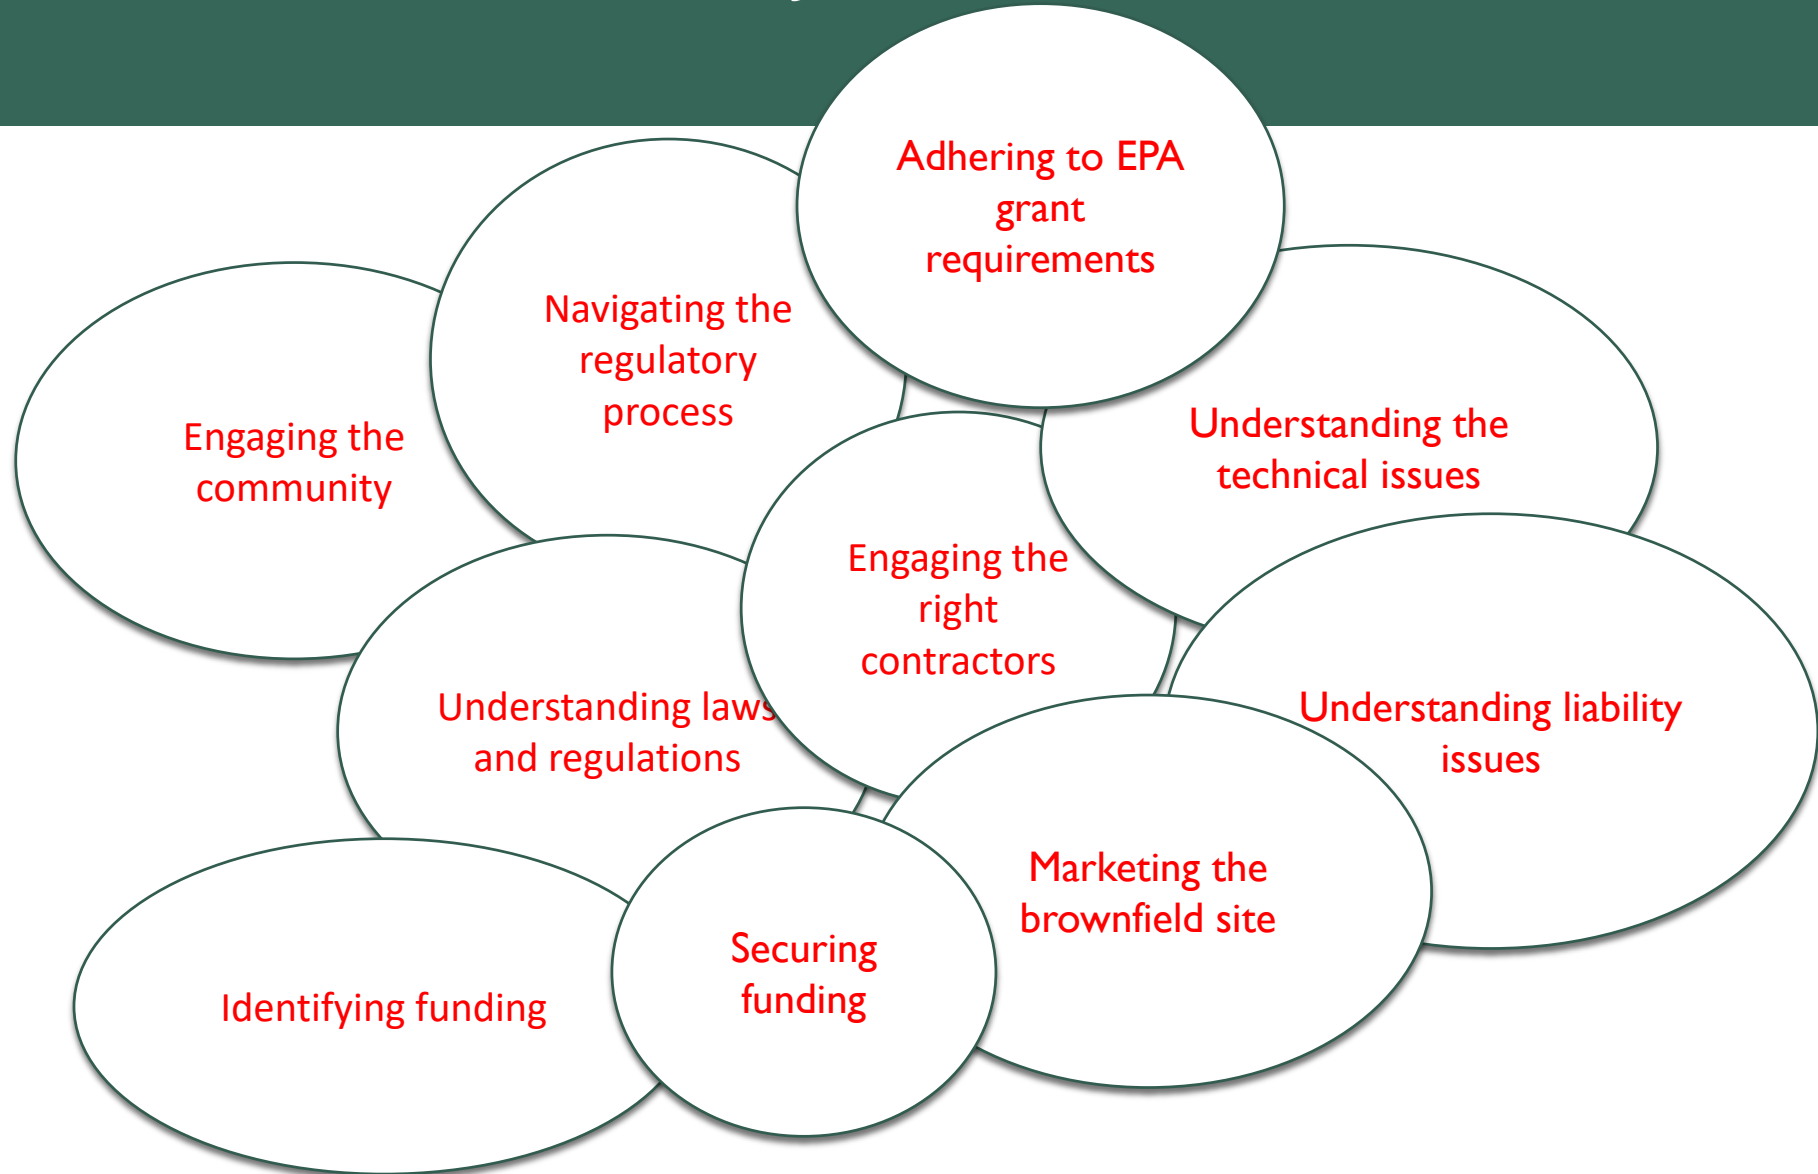 Adhering to EPA
grant
requirements
Navigating the
regulatory
process
Engaging the
community
Understanding the
technical issues
Engaging the
right
contractors
Understanding laws
and regulations
Understanding liability
issues
Marketing the
brownfield site
Securing
funding
Identifying funding